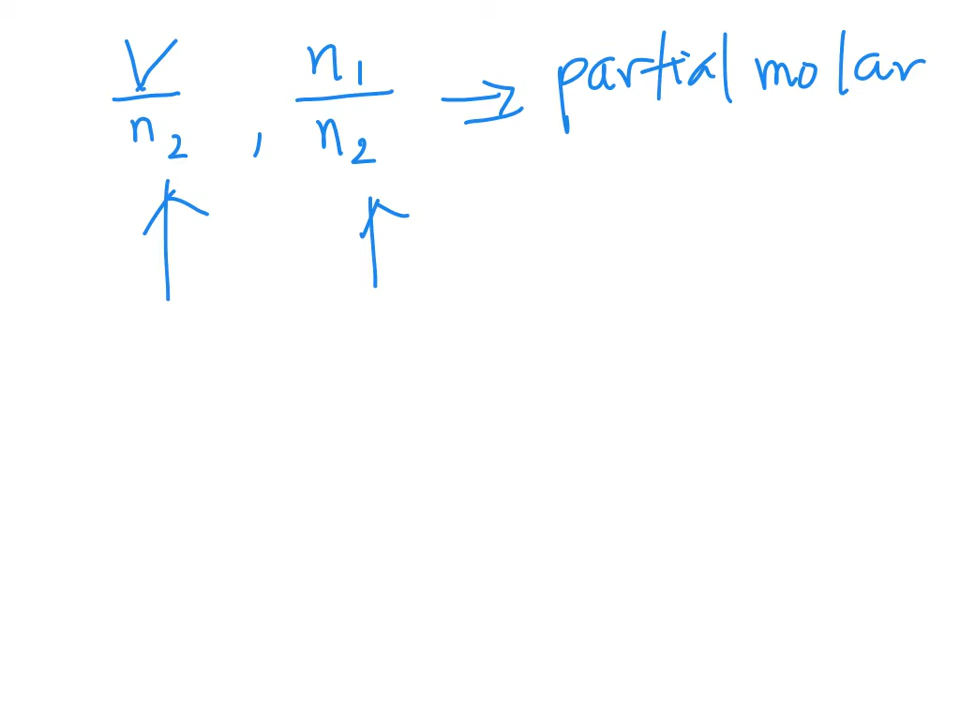 V/n₂ , n₁/n₂ → partial molar